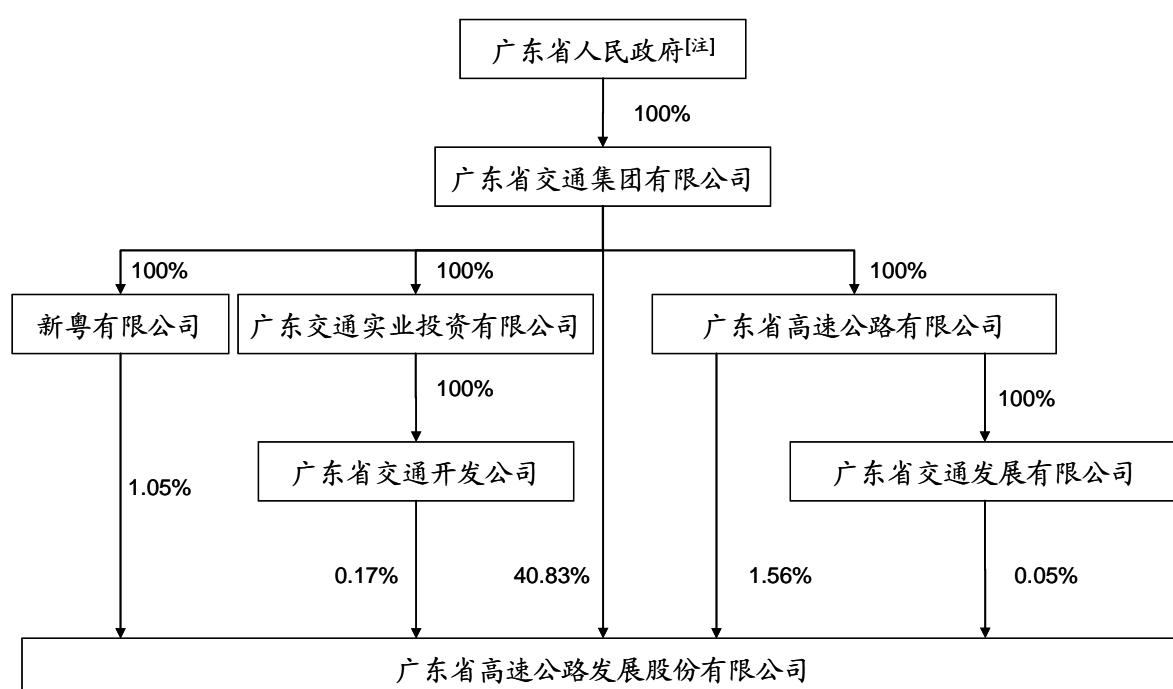 广东省人民政府[注]
100%
广东省交通集团有限公司
100%
100%
100%
新粤有限公司
广东交通实业投资有限公司
广东省高速公路有限公司
100%
100%
广东省交通开发公司
广东省交通发展有限公司
1.05%
0.17%
40.83%
1.56%
0.05%
广东省高速公路发展股份有限公司